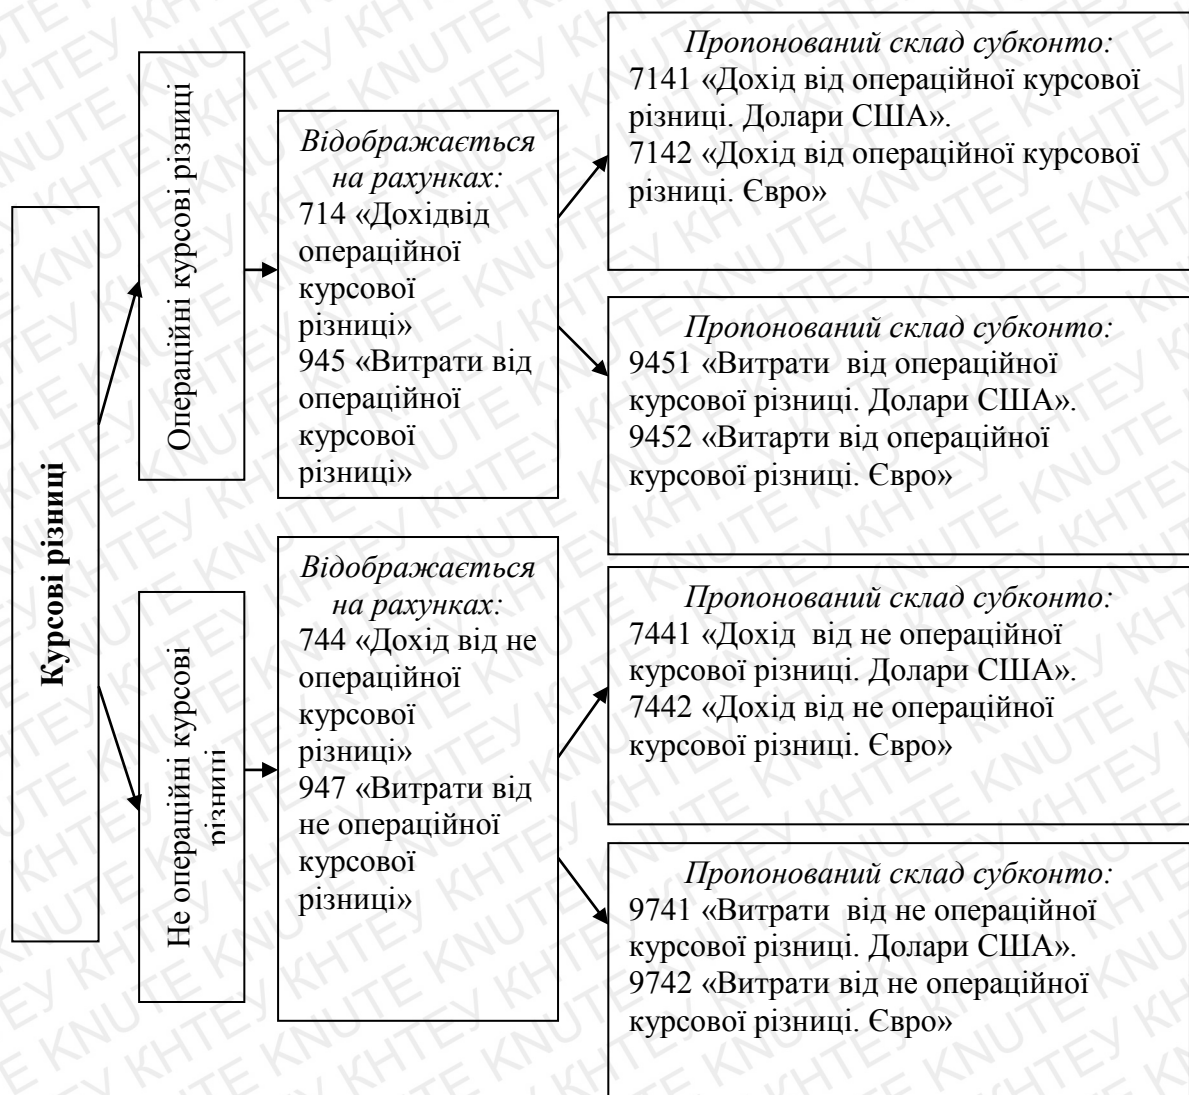 Курсові різниці
Операційні курсові різниці
Відображається
на рахунках:
714 «Дохідвід
операційної
курсової
різниці»
945 «Витрати від
операційної
курсової
різниці»
Пропонований склад субконто:
7141 «Дохід від операційної курсової
різниці. Долари США».
7142 «Дохід від операційної курсової
різниці. Євро»
Пропонований склад субконто:
9451 «Витрати від операційної
курсової різниці. Долари США».
9452 «Витарти від операційної
курсової різниці. Євро»
Не операційні курсові
різниці
Відображається
на рахунках:
744 «Дохід від не
операційної
курсової
різниці»
947 «Витрати від
не операційної
курсової
різниці»
Пропонований склад субконто:
7441 «Дохід від не операційної
курсової різниці. Долари США».
7442 «Дохід від не операційної
курсової різниці. Євро»
Пропонований склад субконто:
9741 «Витрати від не операційної
курсової різниці. Долари США».
9742 «Витрати від не операційної
курсової різниці. Євро»